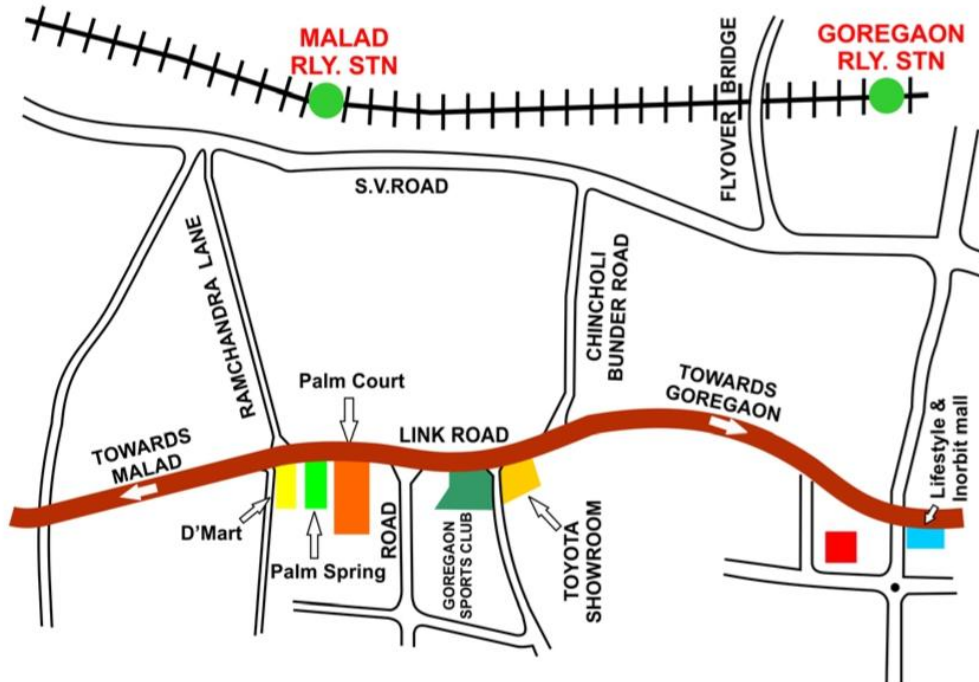 MALAD
RLY. STN
GOREGAON
RLY. STN
FLYOVER BRIDGE
S.V.ROAD
RAMCHANDRA LANE
CHINCHOLI
BUNDER ROAD
Palm Court
TOWARDS
GOREGAON
LINK ROAD
TOWARDS
MALAD
Lifestyle &
Inorbit mall
D'Mart
Palm Spring
ROAD
GOREGAON
SPORTS CLUB
TOYOTA
SHOWROOM